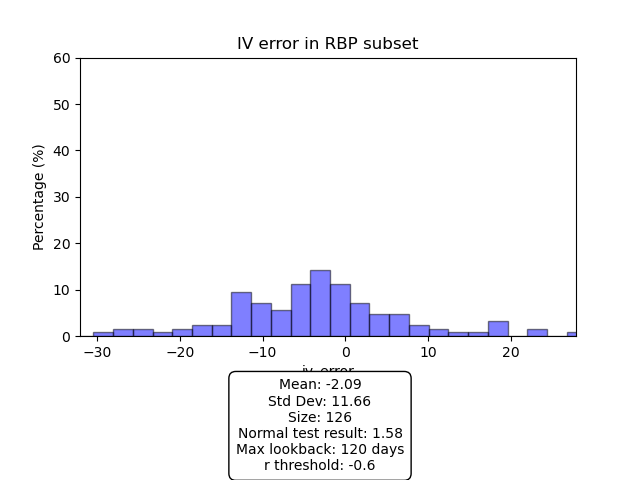 IV error in RBP subset
60
50
40
30
20
10
0
Percentage (%)
−30 −20 −10 0 10 20
iv_error
Mean: -2.09
Std Dev: 11.66
Size: 126
Normal test result: 1.58
Max lookback: 120 days
r threshold: -0.6